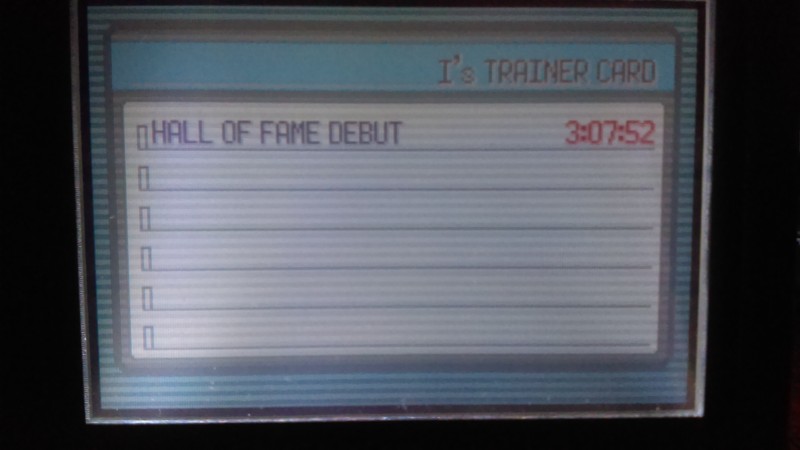 I's TRAINER CARD
HALL OF FAME DEBUT 3:07:52